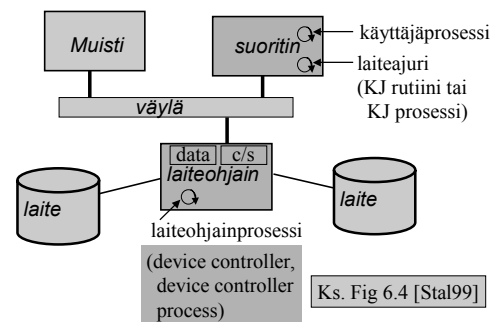 Muisti
suoritin
käyttäjäprosessi
laiteajuri
(KJ rutiini tai
KJ prosessi)
väylä
data c/s
laiteohjain
laite
laite
laiteohjainprosessi
(device controller,
device controller
process)
Ks. Fig 6.4 [Stal99]